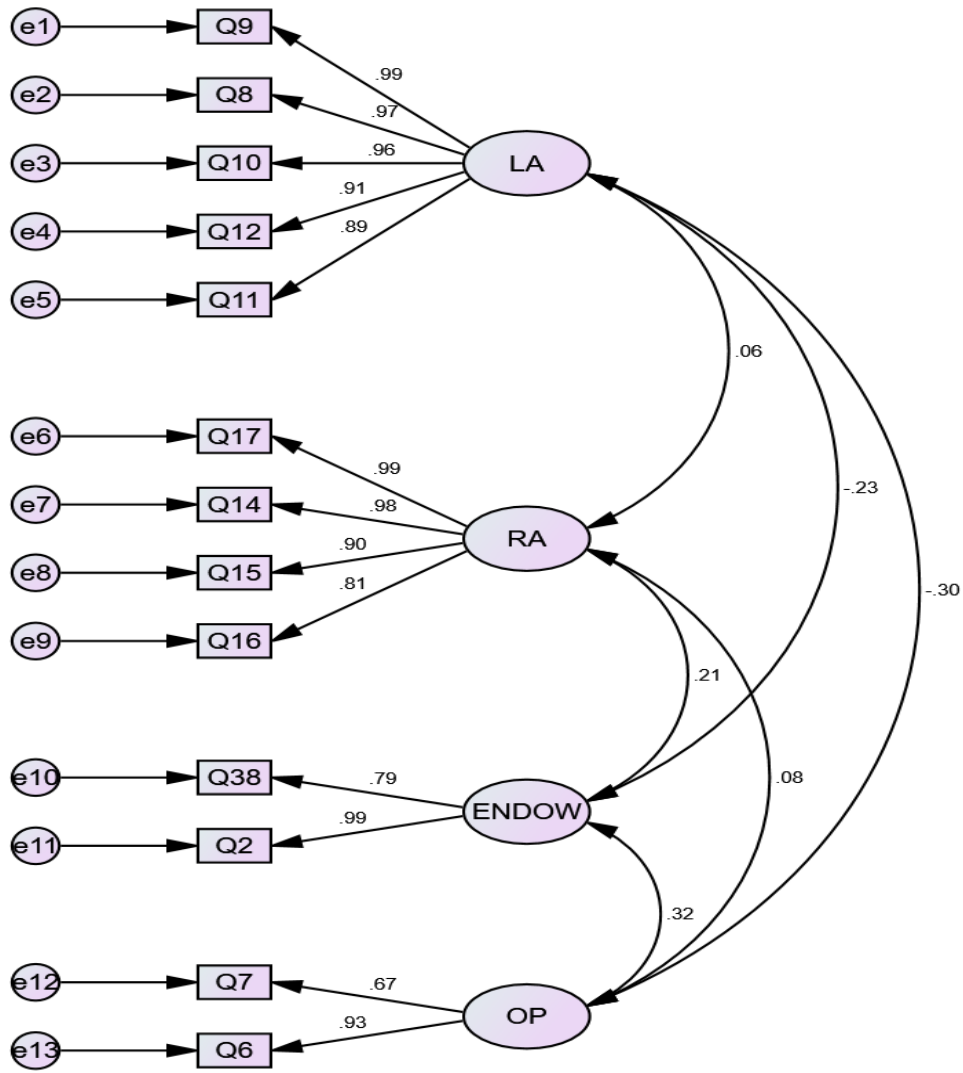 e1 Q9
.99
e2 Q8
.97
e3 Q10 .96 LA
.91
e4 Q12
.89
e5 Q11
.06
e6 Q17
.99
-.23
e7 Q14
.98
RA
.90
e8 Q15
.81
-.30
e9 Q16
.21
e10 Q38
.79
.08
ENDOW
.99
e11 Q2
.32
e12 Q7
.67
OP
.93
e13 Q6